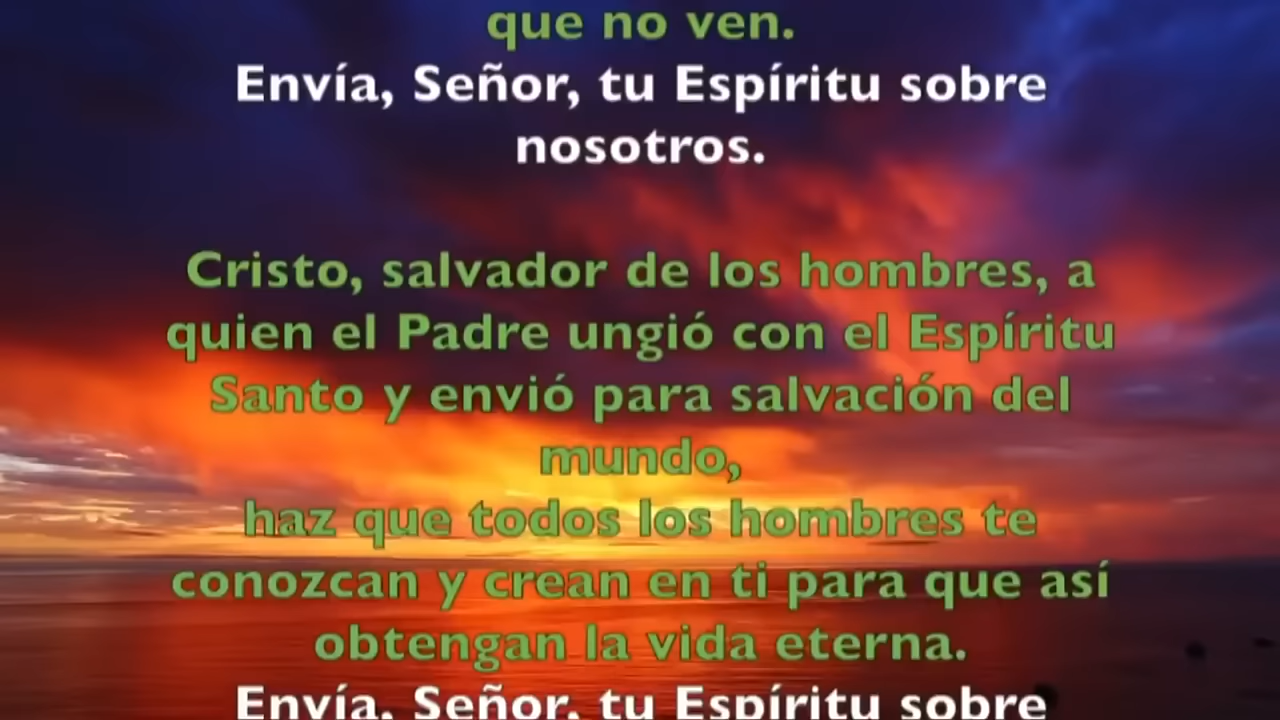 que no ven.
Envía, Señor, tu Espíritu sobre
nosotros.
Cristo, salvador de los hombres, a
quien el Padre ungió con el Espíritu
Santo y envió para salvación del
mundo,
haz que todos los hombres te
conozcan y crean en ti para que así
obtengan la vida eterna.
Envía, Señor, tu Espíritu sobre